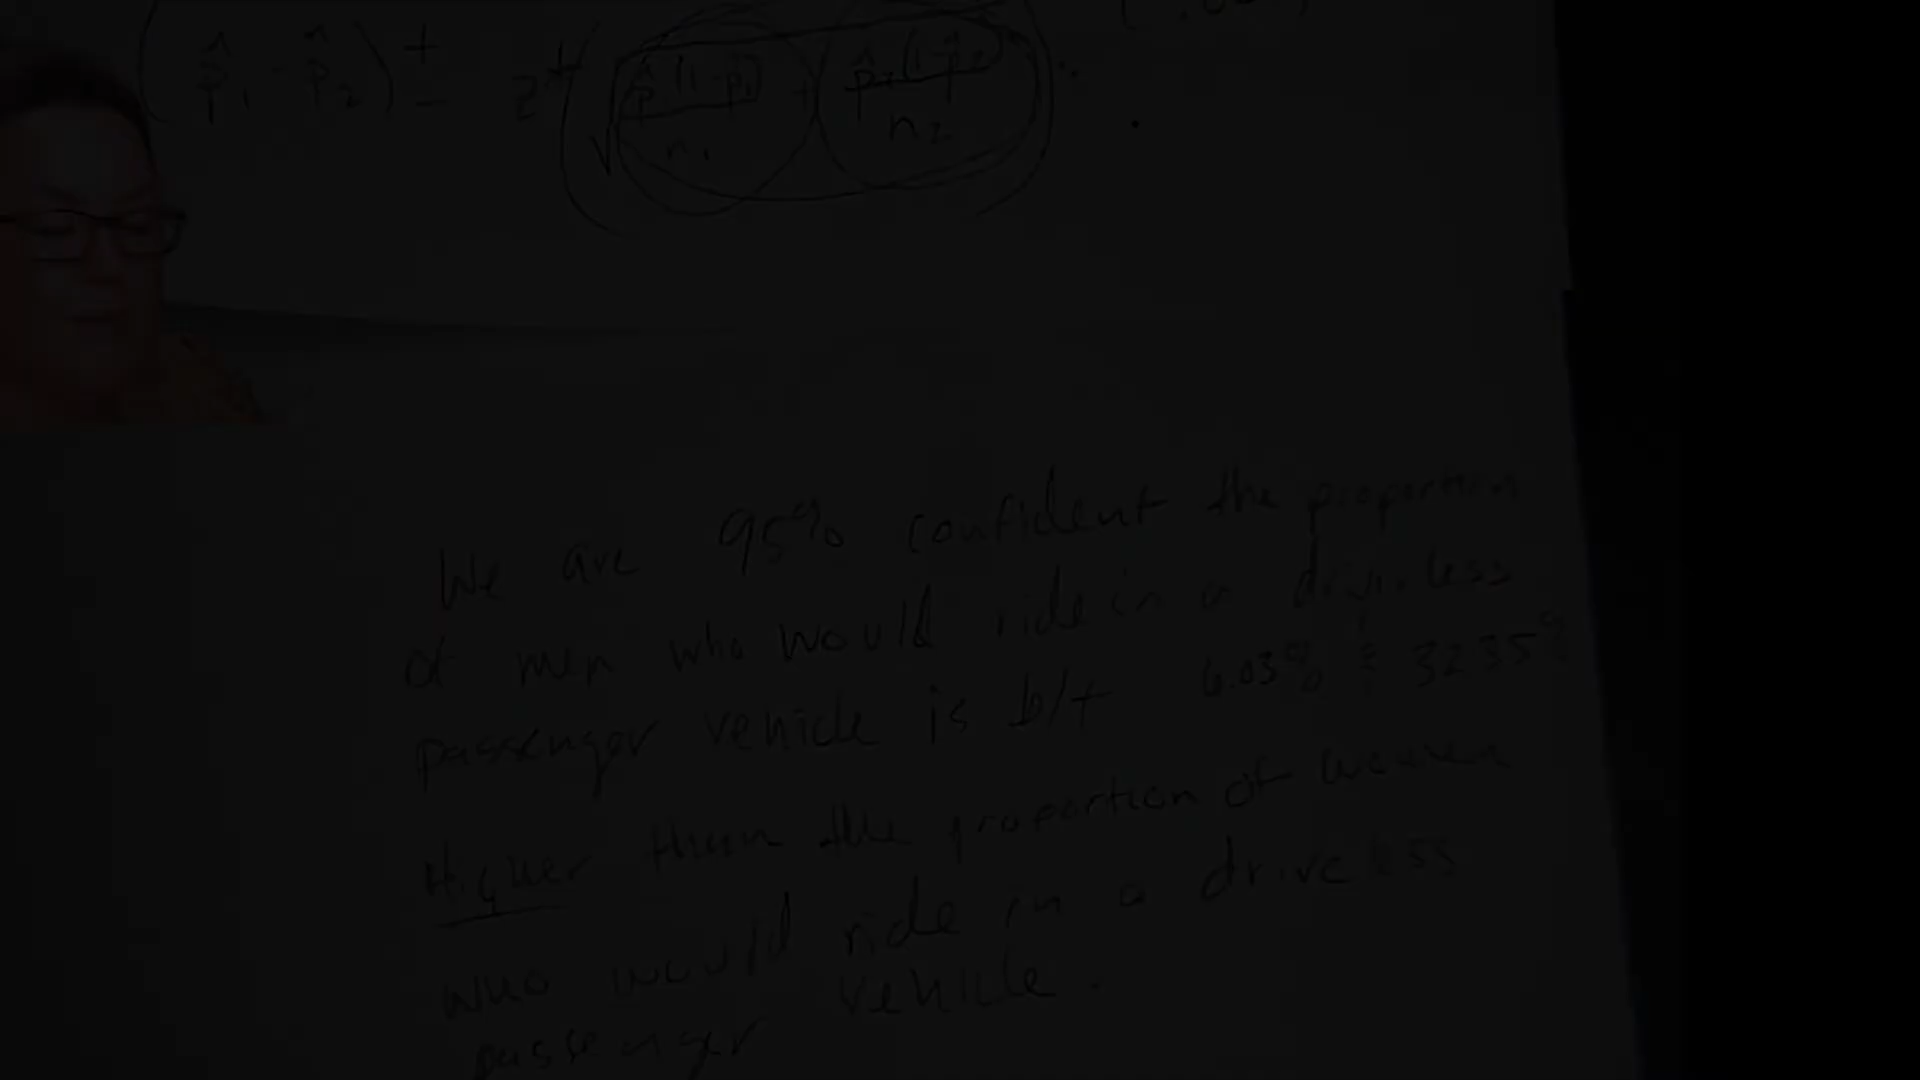 (p̂₁ - p̂₂) ± z* (√ p̂(1-p̂₁)/n₁ + p̂₂(1-p̂₂)/n₂)
We are 95% confident the proportion
of men who would ride in a driverless
passenger vehicle is b/t 6.03% & 32.35%
Higher than the proportion of women
who would ride in a driverless
passenger vehicle.